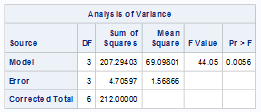 Analysis of Variance
Source DF Sum of Squares Mean Square F Value Pr > F
Model 3 207.29403 69.09801 44.05 0.0056
Error 3 4.70597 1.56866
Corrected Total 6 212.00000